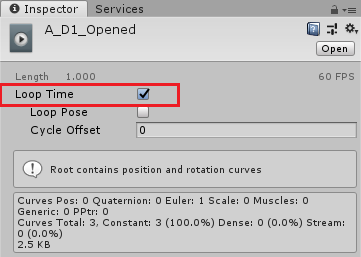 Inspector Services
A_D1_Opened
Open
Length 1.000 60 FPS
Loop Time
Loop Pose
Cycle Offset 0
Root contains position and rotation curves
Curves Pos: 0 Quaternion: 0 Euler: 1 Scale: 0 Muscles: 0
Generic: 0 PPtr: 0
Curves Total: 3, Constant: 3 (100.0%) Dense: 0 (0.0%) Stream:
0 (0.0%)
2.5 KB